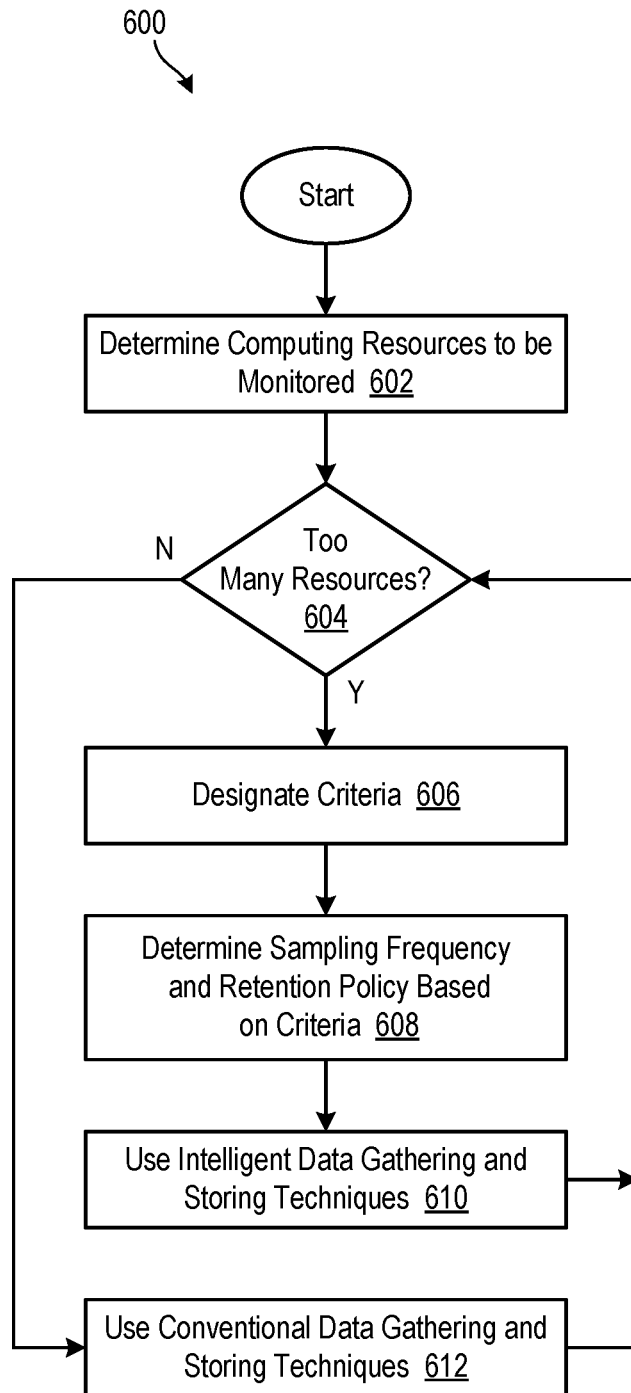 600
Start
Determine Computing Resources to be
Monitored 602
Too
Many Resources?
604
N
Y
Designate Criteria 606
Determine Sampling Frequency
and Retention Policy Based
on Criteria 608
Use Intelligent Data Gathering and
Storing Techniques 610
Use Conventional Data Gathering and
Storing Techniques 612